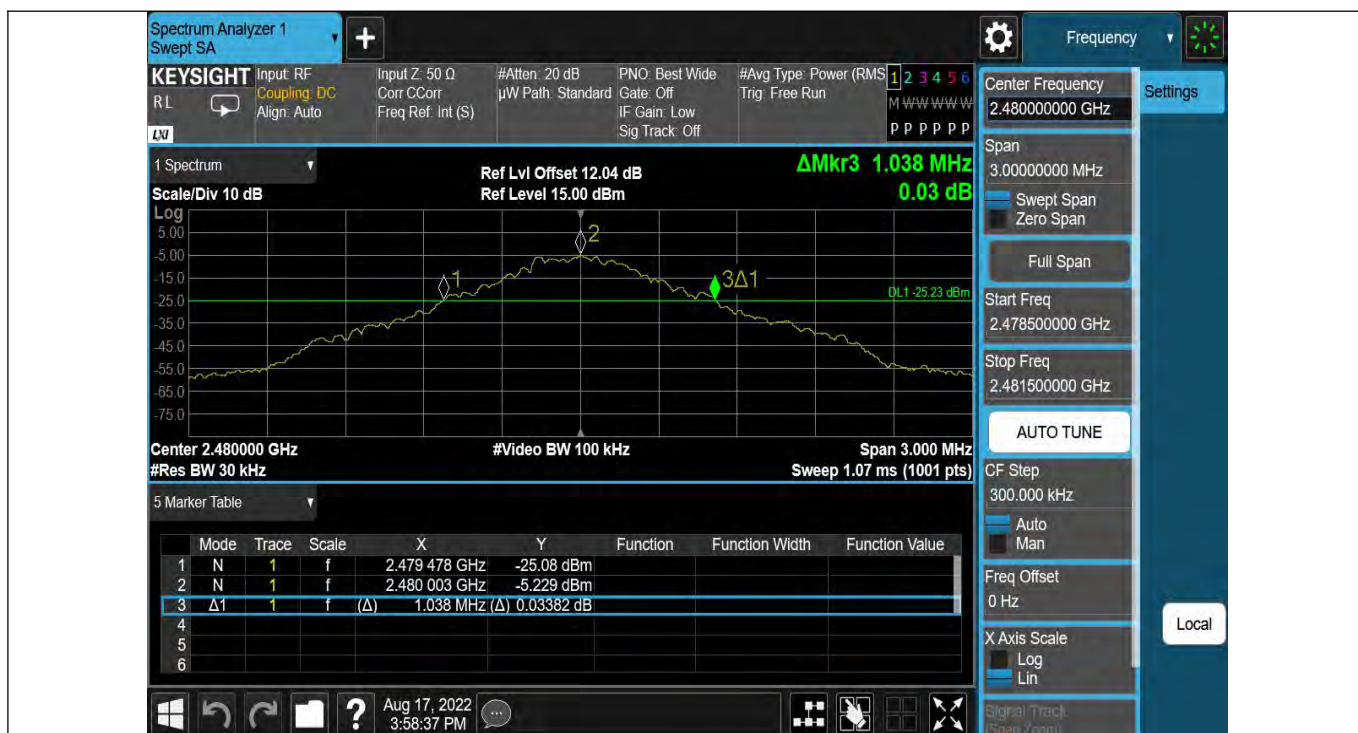 Spectrum Analyzer 1
Swept SA
Frequency
KEYSIGHT
RL
LXI
Input: RF
Coupling: DC
Align: Auto
Input Z: 50 Ω
Corr CCorr
Freq Ref: Int (S)
#Atten: 20 dB
µW Path: Standard
PNO: Best Wide
Gate: Off
IF Gain: Low
Sig Track: Off
#Avg Type: Power (RMS
Trig: Free Run
1 2 3 4 5 6
M W W W W W
P P P P P P
1 Spectrum
Scale/Div 10 dB
Ref Lvl Offset 12.04 dB
Ref Level 15.00 dBm
ΔMkr3 1.038 MHz
0.03 dB
Log
5.00
-5.00
-15.0
-25.0
-35.0
-45.0
-55.0
-65.0
-75.0
1
2
3Δ1
DL1 -25.23 dBm
Center 2.480000 GHz
#Video BW 100 kHz
Span 3.000 MHz
#Res BW 30 kHz
Sweep 1.07 ms (1001 pts)
5 Marker Table
Mode Trace Scale X Y Function Function Width Function Value
1 N 1 f 2.479 478 GHz -25.08 dBm
2 N 1 f 2.480 003 GHz -5.229 dBm
3 Δ1 1 f (Δ) 1.038 MHz (Δ) 0.03382 dB
4
5
6
?
Aug 17, 2022
3:58:37 PM
Center Frequency
2.480000000 GHz
Settings
Span
3.00000000 MHz
Swept Span
Zero Span
Full Span
Start Freq
2.478500000 GHz
Stop Freq
2.481500000 GHz
AUTO TUNE
CF Step
300.000 kHz
Auto
Man
Freq Offset
0 Hz
X Axis Scale
Log
Lin
Signal Track
(Span Zoom)
Local